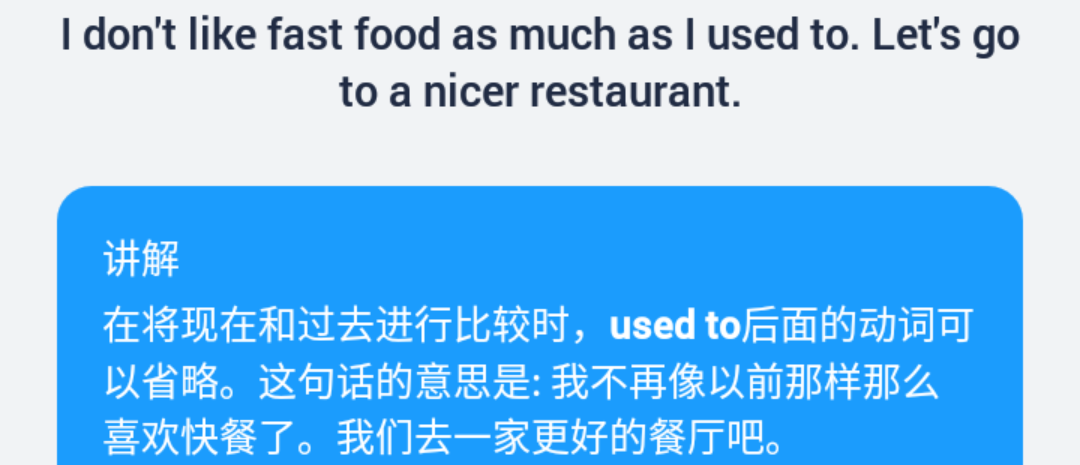 I don't like fast food as much as I used to. Let's go
to a nicer restaurant.
讲解
在将现在和过去进行比较时，used to后面的动词可
以省略。这句话的意思是: 我不再像以前那样那么
喜欢快餐了。我们去一家更好的餐厅吧。